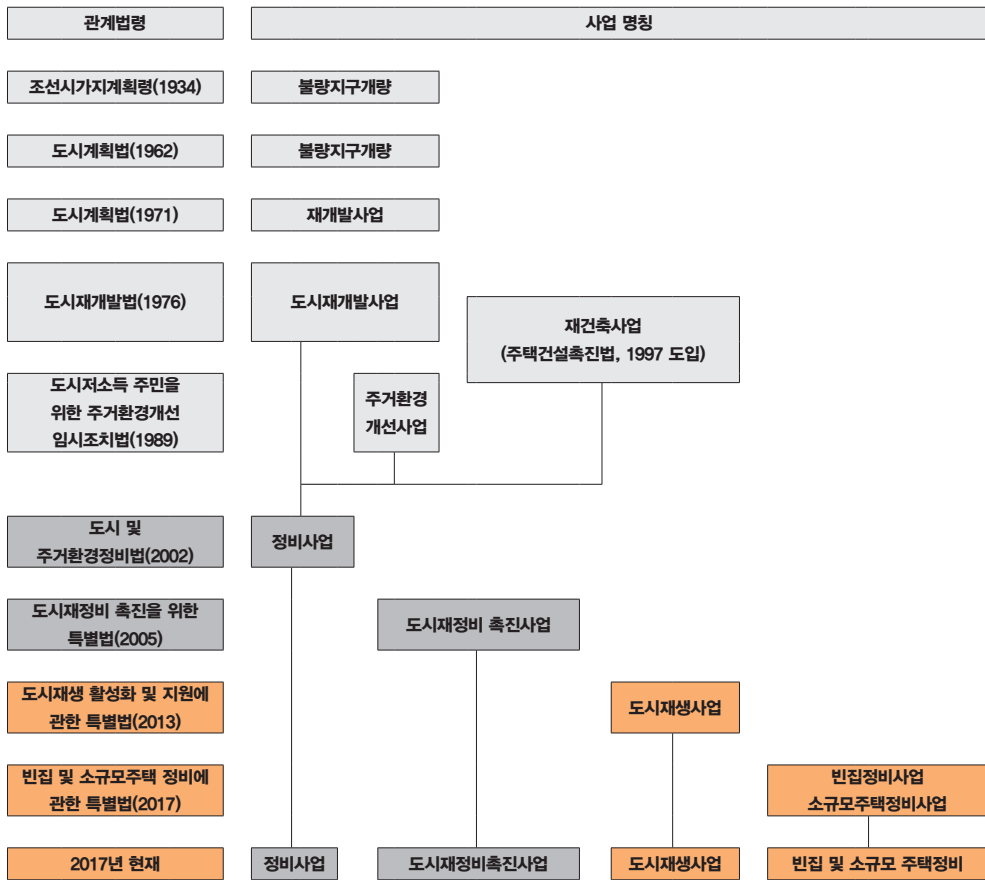 관계법령
사업 명칭
조선시가지계획령(1934)
불량지구개량
도시계획법(1962)
불량지구개량
도시계획법(1971)
재개발사업
도시재개발법(1976)
도시재개발사업
재건축사업
(주택건설촉진법, 1997 도입)
도시저소득 주민을
위한 주거환경개선
임시조치법(1989)
주거환경
개선사업
도시 및
주거환경정비법(2002)
정비사업
도시재정비 촉진을 위한
특별법(2005)
도시재정비 촉진사업
도시재생 활성화 및 지원에
관한 특별법(2013)
도시재생사업
빈집 및 소규모주택 정비에
관한 특별법(2017)
빈집정비사업
소규모주택정비사업
2017년 현재
정비사업
도시재정비촉진사업
도시재생사업
빈집 및 소규모 주택정비